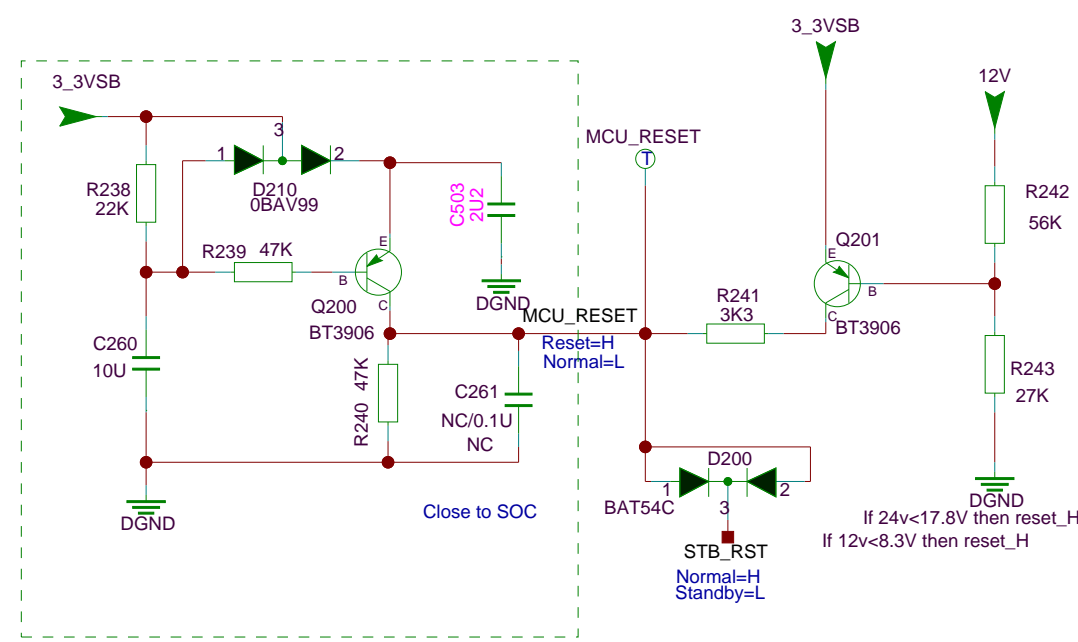 3_3VSB
3_3VSB
12V
MCU_RESET
T
3
1
2
D210
0BAV99
R238
22K
C503
2U2
R242
56K
R239
47K
E
B
C
Q200
BT3906
DGND
Q201
E
B
C
BT3906
R241
3K3
MCU_RESET
Reset=H
Normal=L
C260
10U
R240 47K
C261
NC/0.1U
NC
R243
27K
D200
1
2
3
BAT54C
DGND
Close to SOC
DGND
If 24v<17.8V then reset_H
If 12v<8.3V then reset_H
STB_RST
Normal=H
Standby=L